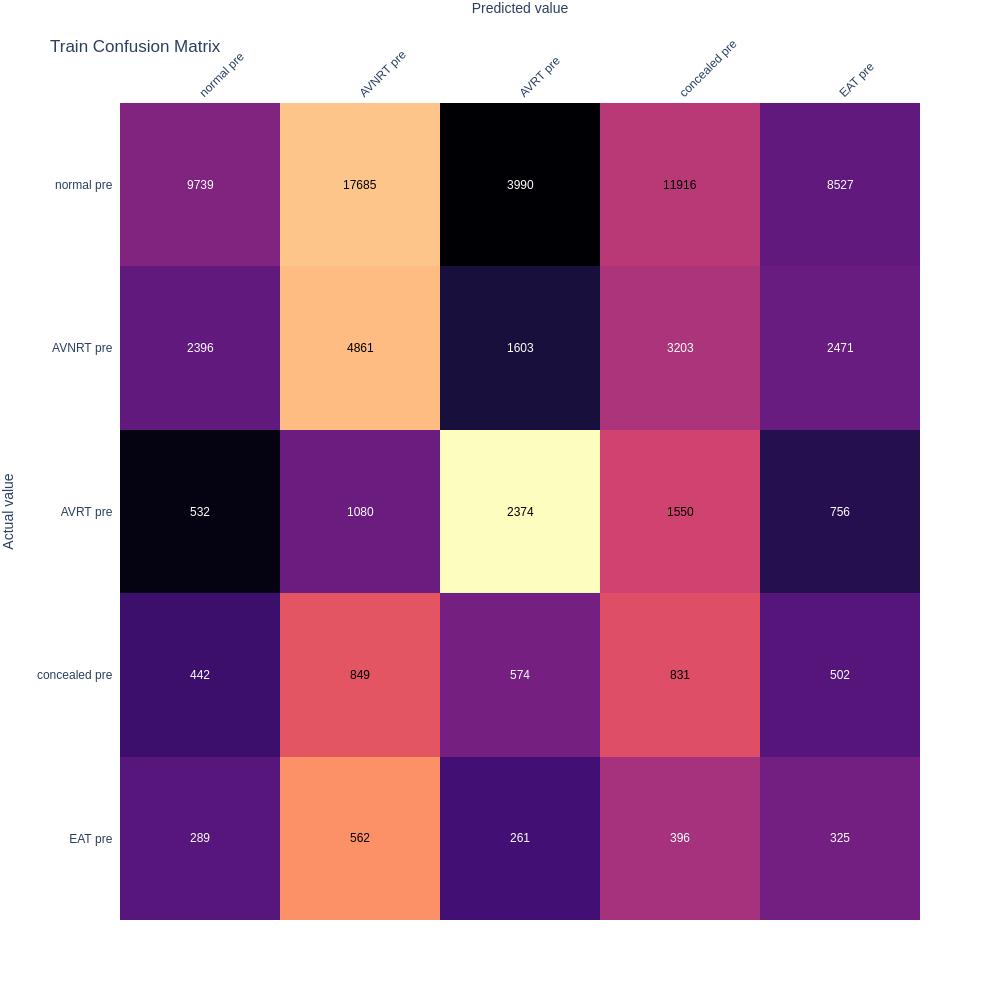 Predicted value
Train Confusion Matrix
normal pre
AVNRT pre
AVRT pre
concealed pre
EAT pre
normal pre 9739 17685 3990 11916 8527
AVNRT pre 2396 4861 1603 3203 2471
AVRT pre 532 1080 2374 1550 756
concealed pre 442 849 574 831 502
EAT pre 289 562 261 396 325
Actual value